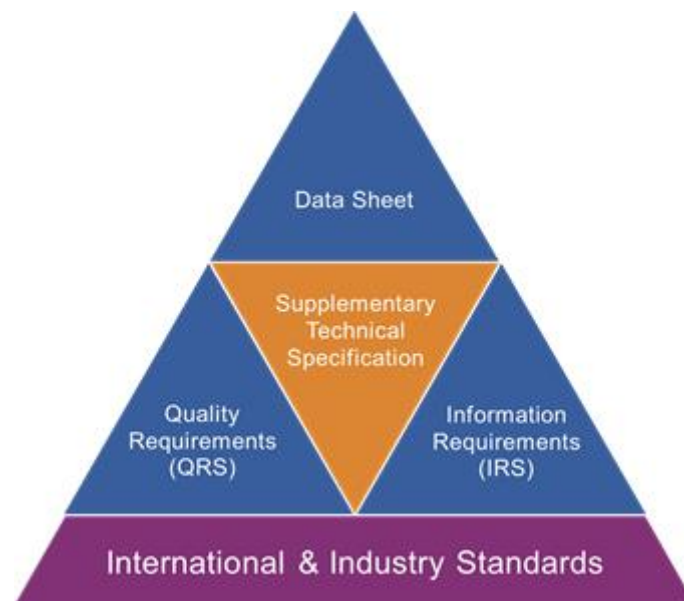 Data Sheet
Supplementary
Technical
Specification
Quality
Requirements
(QRS)
Information
Requirements
(IRS)
International & Industry Standards